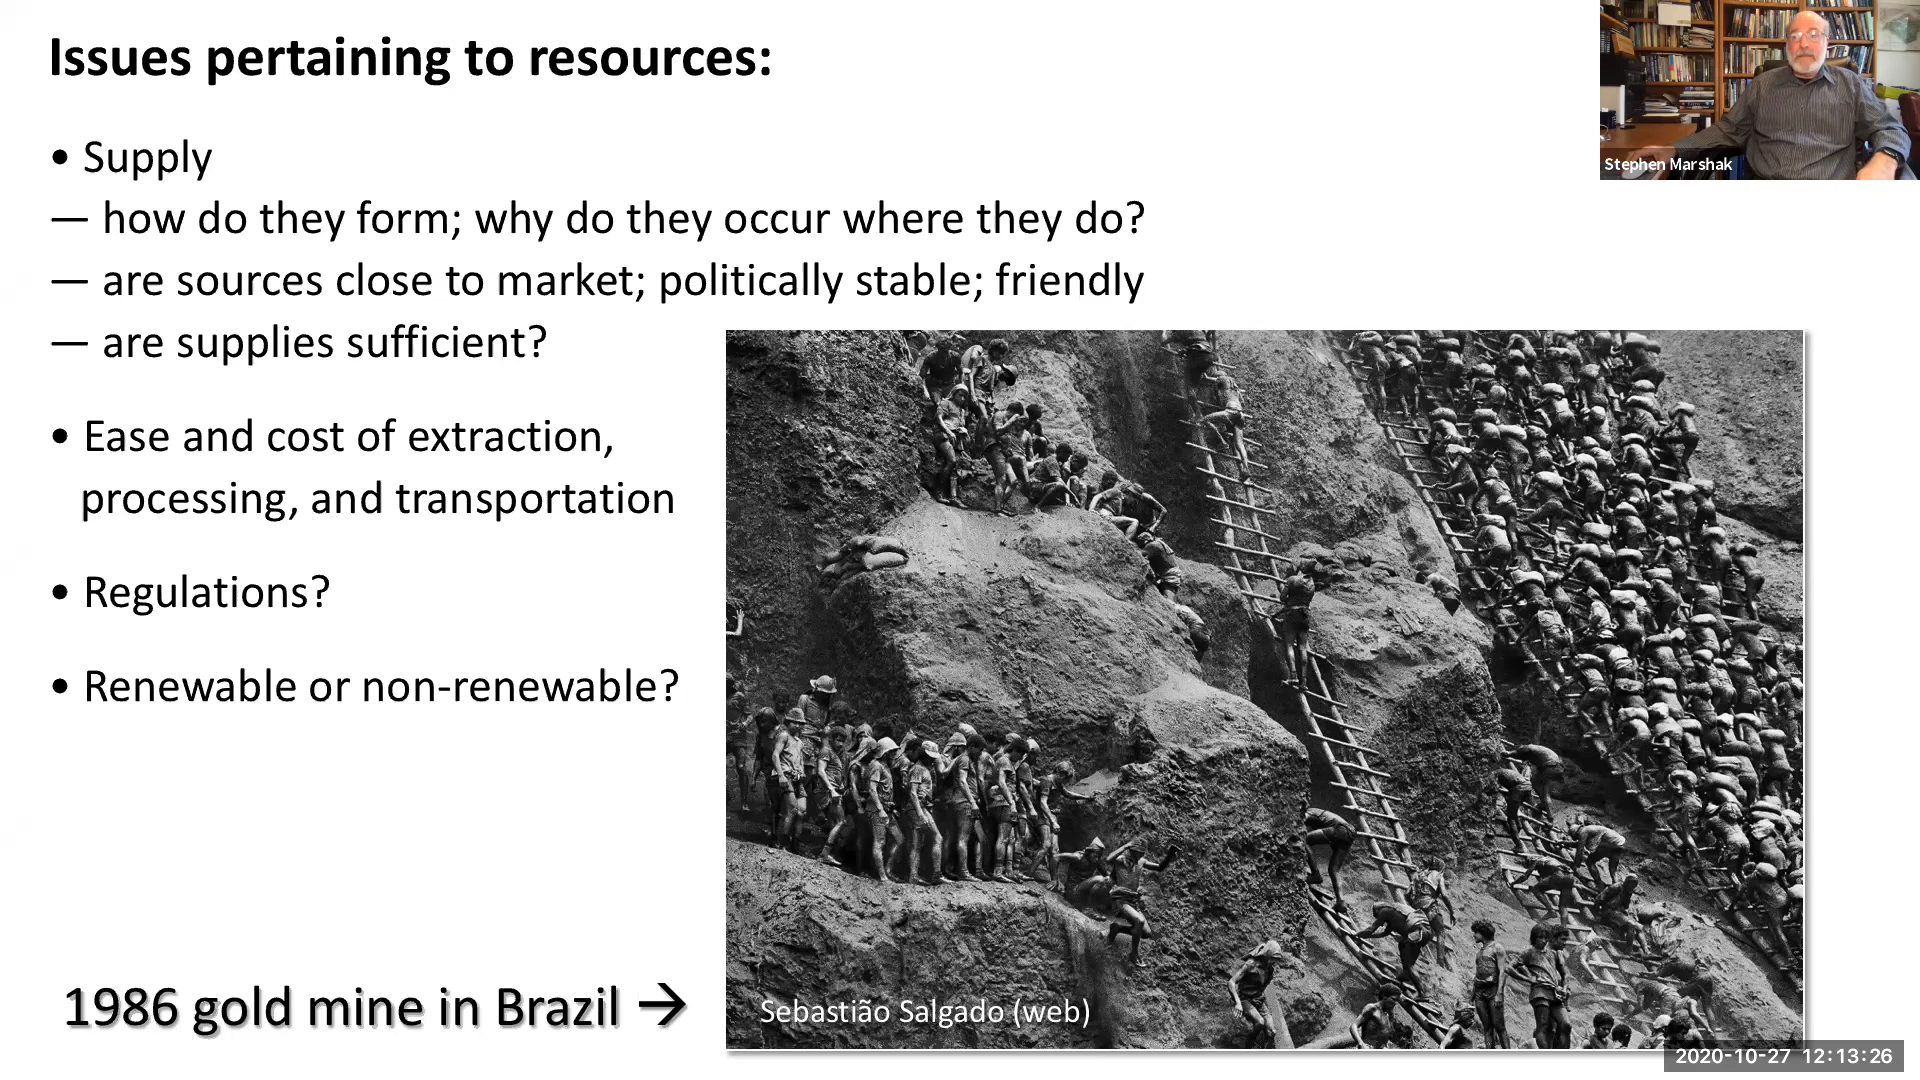 Issues pertaining to resources:
• Supply
— how do they form; why do they occur where they do?
— are sources close to market; politically stable; friendly
— are supplies sufficient?
• Ease and cost of extraction,
processing, and transportation
• Regulations?
• Renewable or non-renewable?
1986 gold mine in Brazil →
Sebastião Salgado (web)
Stephen Marshak
2020-10-27 12:13:26